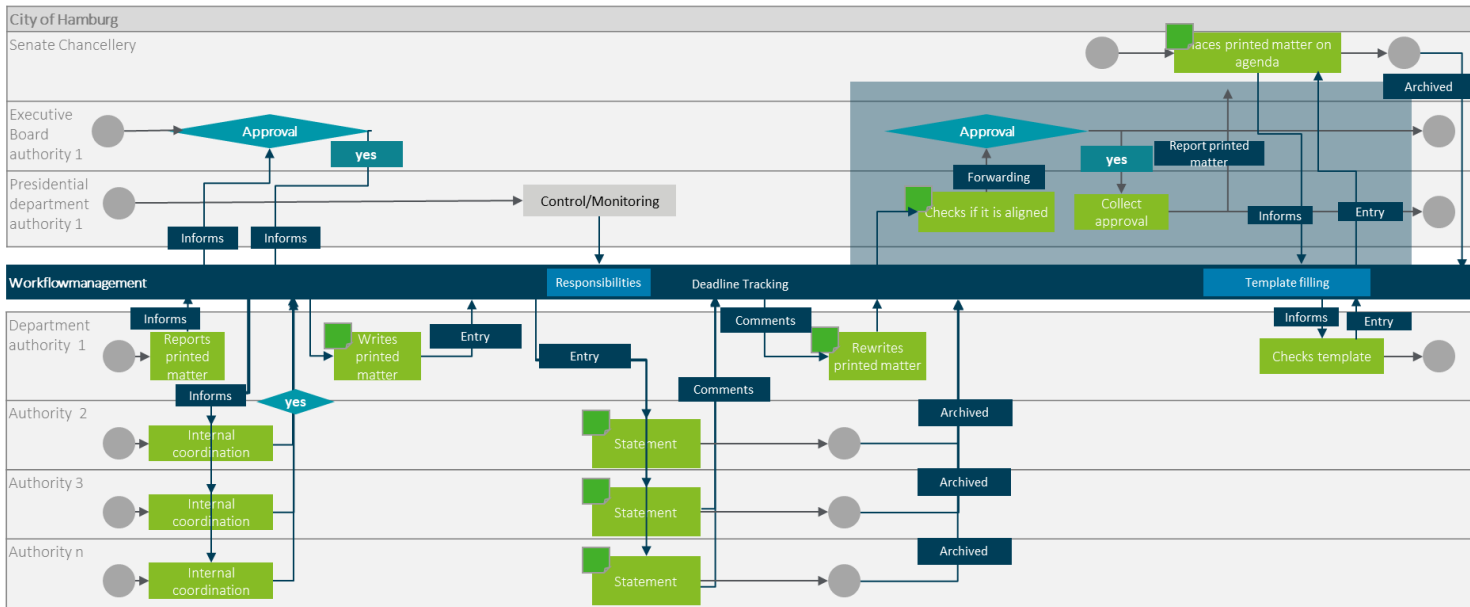 City of Hamburg
Senate Chancellery
laces printed matter on
agenda
Archived
Executive
Board
authority 1
Approval
yes
Approval
yes
Report printed
matter
Presidential
department
authority 1
Control/Monitoring
Forwarding
Checks if it is aligned
Collect
approval
Informs
Informs
Informs
Entry
Workflowmanagement
Responsibilities
Deadline Tracking
Template filling
Department
authority 1
Informs
Reports
printed
matter
Writes
printed
matter
Entry
Entry
Comments
Rewrites
printed matter
Informs
Entry
Checks template
Informs
yes
Comments
Authority 2
Internal
coordination
Statement
Archived
Authority 3
Internal
coordination
Statement
Archived
Authority n
Internal
coordination
Statement
Archived